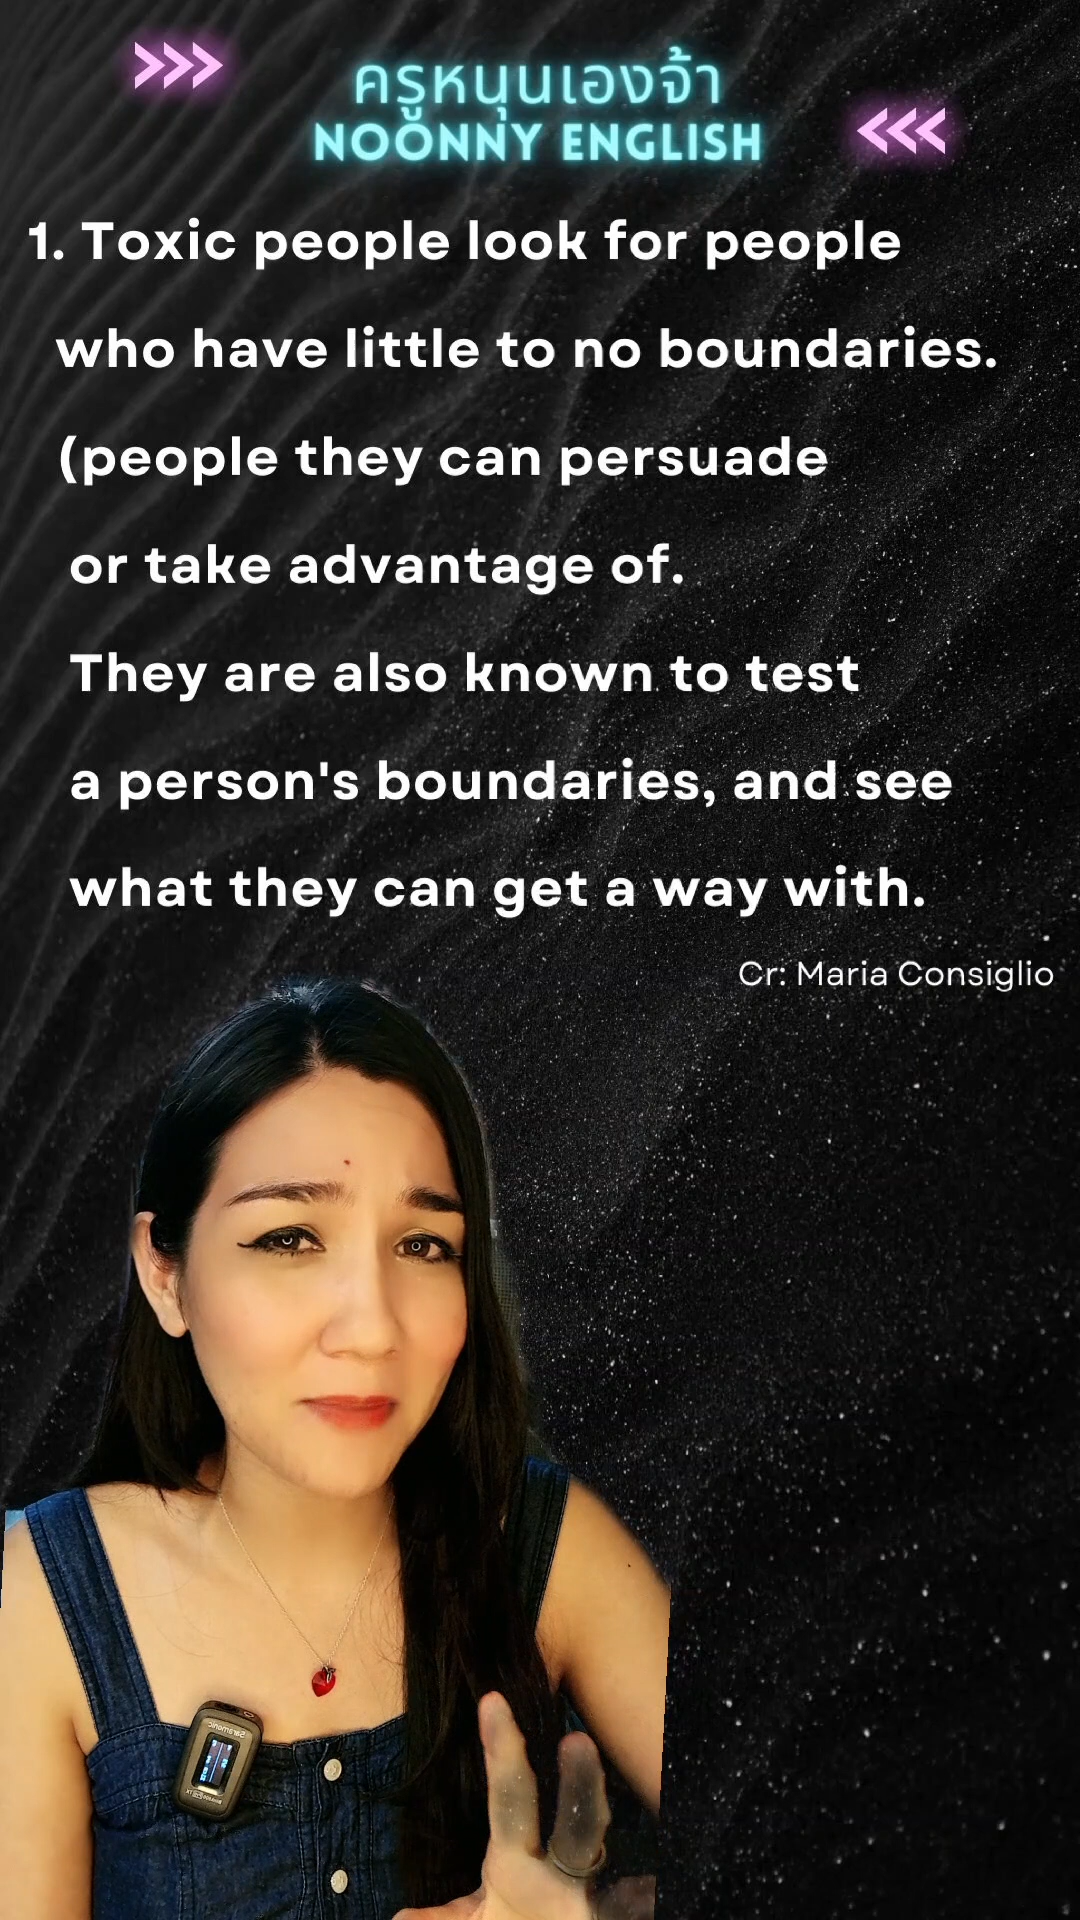 ครูหนุนเองจ้า
NOONNY ENGLISH
1. Toxic people look for people
who have little to no boundaries.
(people they can persuade
or take advantage of.
They are also known to test
a person's boundaries, and see
what they can get a way with.
Cr: Maria Consiglio
Saramonic